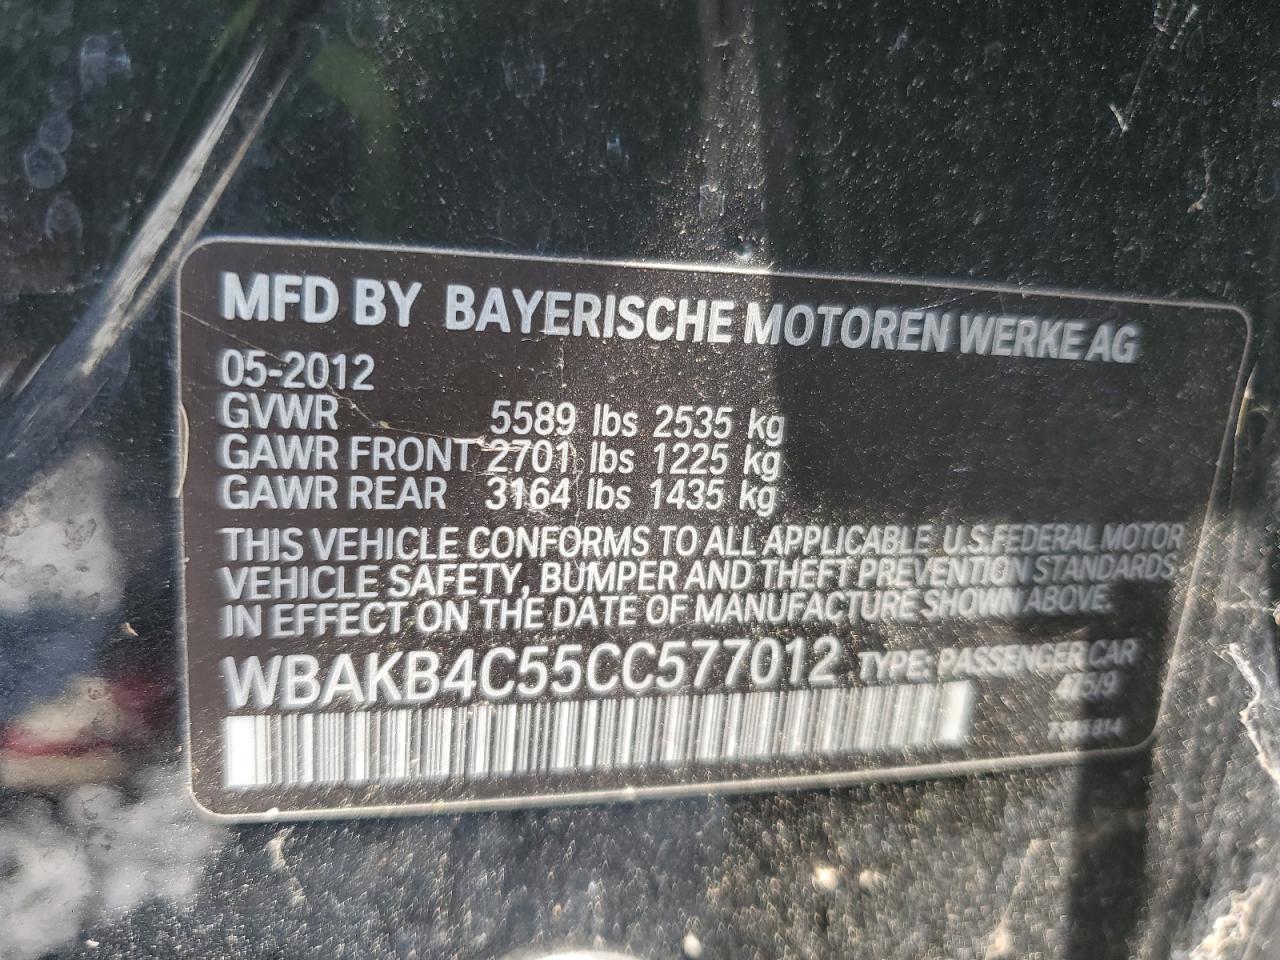 MFD BY BAYERISCHE MOTOREN WERKE AG
05-2012
GVWR 5589 lbs 2535 kg
GAWR FRONT 2701 lbs 1225 kg
GAWR REAR 3164 lbs 1435 kg
THIS VEHICLE CONFORMS TO ALL APPLICABLE U.S.FEDERAL MOTOR
VEHICLE SAFETY, BUMPER AND THEFT PREVENTION STANDARDS
IN EFFECT ON THE DATE OF MANUFACTURE SHOWN ABOVE.
WBAKB4C55CC577012 TYPE: PASSENGER CAR
475/9